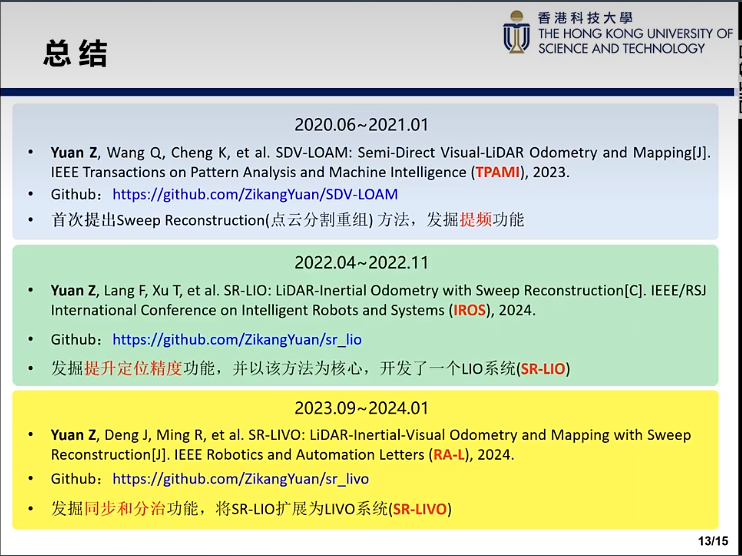 香港科技大學
THE HONG KONG UNIVERSITY OF
SCIENCE AND TECHNOLOGY
总结
2020.06~2021.01
• Yuan Z, Wang Q, Cheng K, et al. SDV-LOAM: Semi-Direct Visual-LiDAR Odometry and Mapping[J].
IEEE Transactions on Pattern Analysis and Machine Intelligence (TPAMI), 2023.
• Github：https://github.com/ZikangYuan/SDV-LOAM
• 首次提出Sweep Reconstruction(点云分割重组) 方法，发掘提频功能
2022.04~2022.11
• Yuan Z, Lang F, Xu T, et al. SR-LIO: LiDAR-Inertial Odometry with Sweep Reconstruction[C]. IEEE/RSJ
International Conference on Intelligent Robots and Systems (IROS), 2024.
• Github：https://github.com/ZikangYuan/sr_lio
• 发掘提升定位精度功能，并以该方法为核心，开发了一个LIO系统(SR-LIO)
2023.09~2024.01
• Yuan Z, Deng J, Ming R, et al. SR-LIVO: LiDAR-Inertial-Visual Odometry and Mapping with Sweep
Reconstruction[J]. IEEE Robotics and Automation Letters (RA-L), 2024.
• Github：https://github.com/ZikangYuan/sr_livo
• 发掘同步和分治功能，将SR-LIO扩展为LIVO系统(SR-LIVO)
13/15